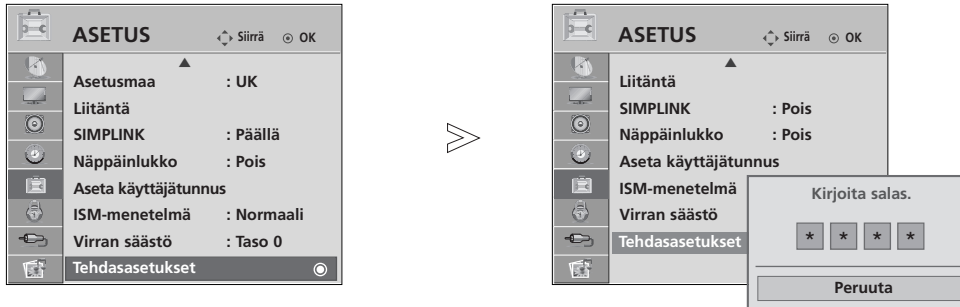 ASETUS Siirrä OK
Asetusmaa : UK
Liitäntä
SIMPLINK : Päällä
Näppäinlukko : Pois
Aseta käyttäjätunnus
ISM-menetelmä : Normaali
Virran säästö : Taso 0
Tehdasasetukset
ASETUS Siirrä OK
Liitäntä
SIMPLINK : Pois
Näppäinlukko : Pois
Aseta käyttäjätunnus
ISM-menetelmä
Virran säästö
Tehdasasetukset
Kirjoita salas.
* * * *
Peruuta